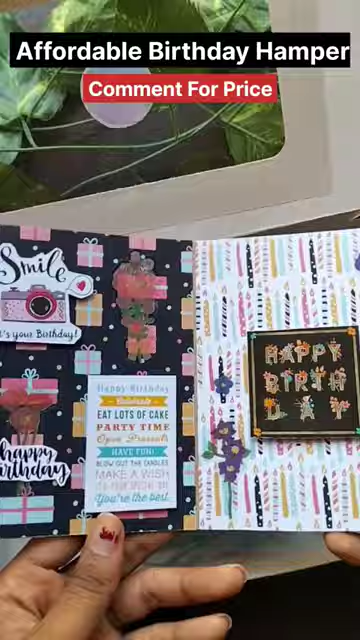 Affordable Birthday Hamper
Comment For Price
Smile
it's your Birthday!
happy
birthday
Happy Birthday
Celebrate
EAT LOTS OF CAKE
PARTY TIME
Open Presents
HAVE FUN!
BLOW OUT THE CANDLES
MAKE A WISH
You're the best
HAPPY
BIRTH
DAY